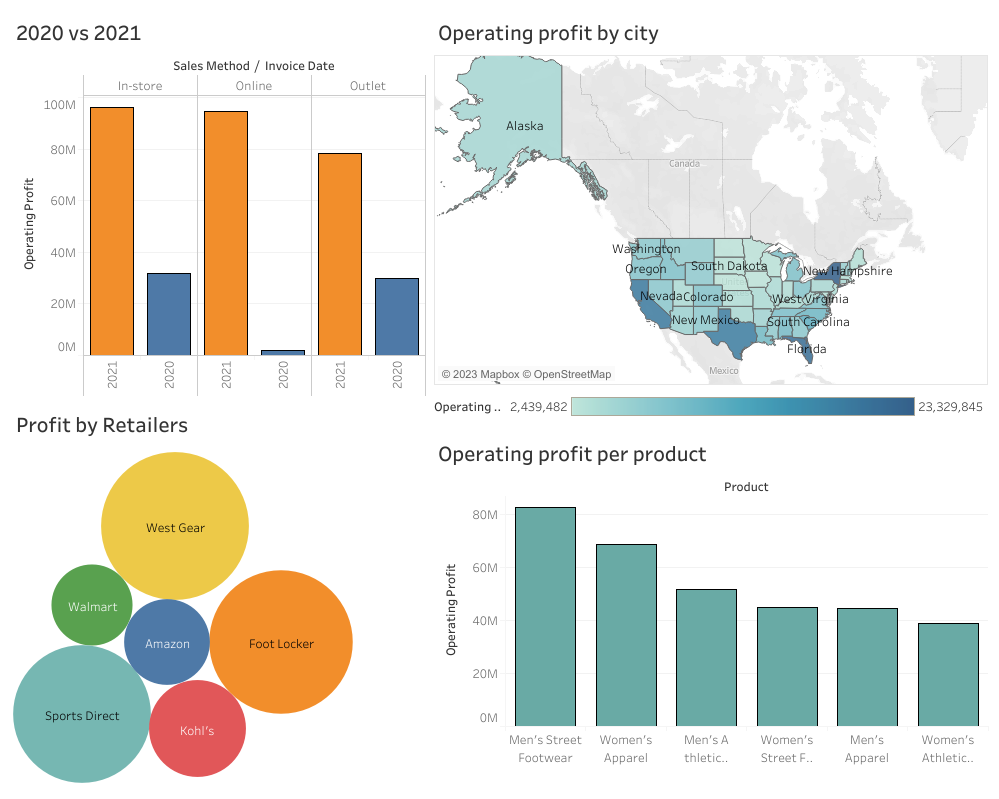 2020 vs 2021
Sales Method / Invoice Date
In-store
Online
Outlet
Operating Profit
100M
80M
60M
40M
20M
0M
2021
2020
2021
2020
2021
2020
Operating profit by city
Alaska
Canada
Washington
Oregon
South Dakota
New Hampshire
Nevada
Colorado
West Virginia
New Mexico
South Carolina
Florida
Mexico
© 2023 Mapbox © OpenStreetMap
Operating .. 2,439,482 23,329,845
Profit by Retailers
West Gear
Walmart
Amazon
Foot Locker
Sports Direct
Kohl's
Operating profit per product
Product
Operating Profit
80M
60M
40M
20M
0M
Men's Street
Footwear
Women's
Apparel
Men's A
thletic..
Women's
Street F..
Men's
Apparel
Women's
Athletic..